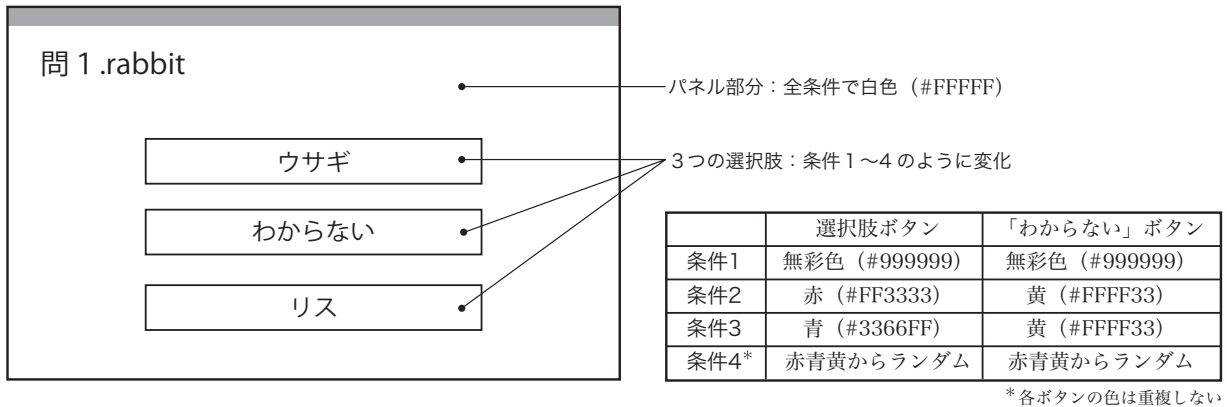 問1.rabbit
パネル部分：全条件で白色（#FFFFFF）
ウサギ
3つの選択肢：条件1〜4のように変化
わからない
リス
選択肢ボタン 「わからない」ボタン
条件1 無彩色（#999999） 無彩色（#999999）
条件2 赤（#FF3333） 黄（#FFFF33）
条件3 青（#3366FF） 黄（#FFFF33）
条件4* 赤青黄からランダム 赤青黄からランダム
*各ボタンの色は重複しない